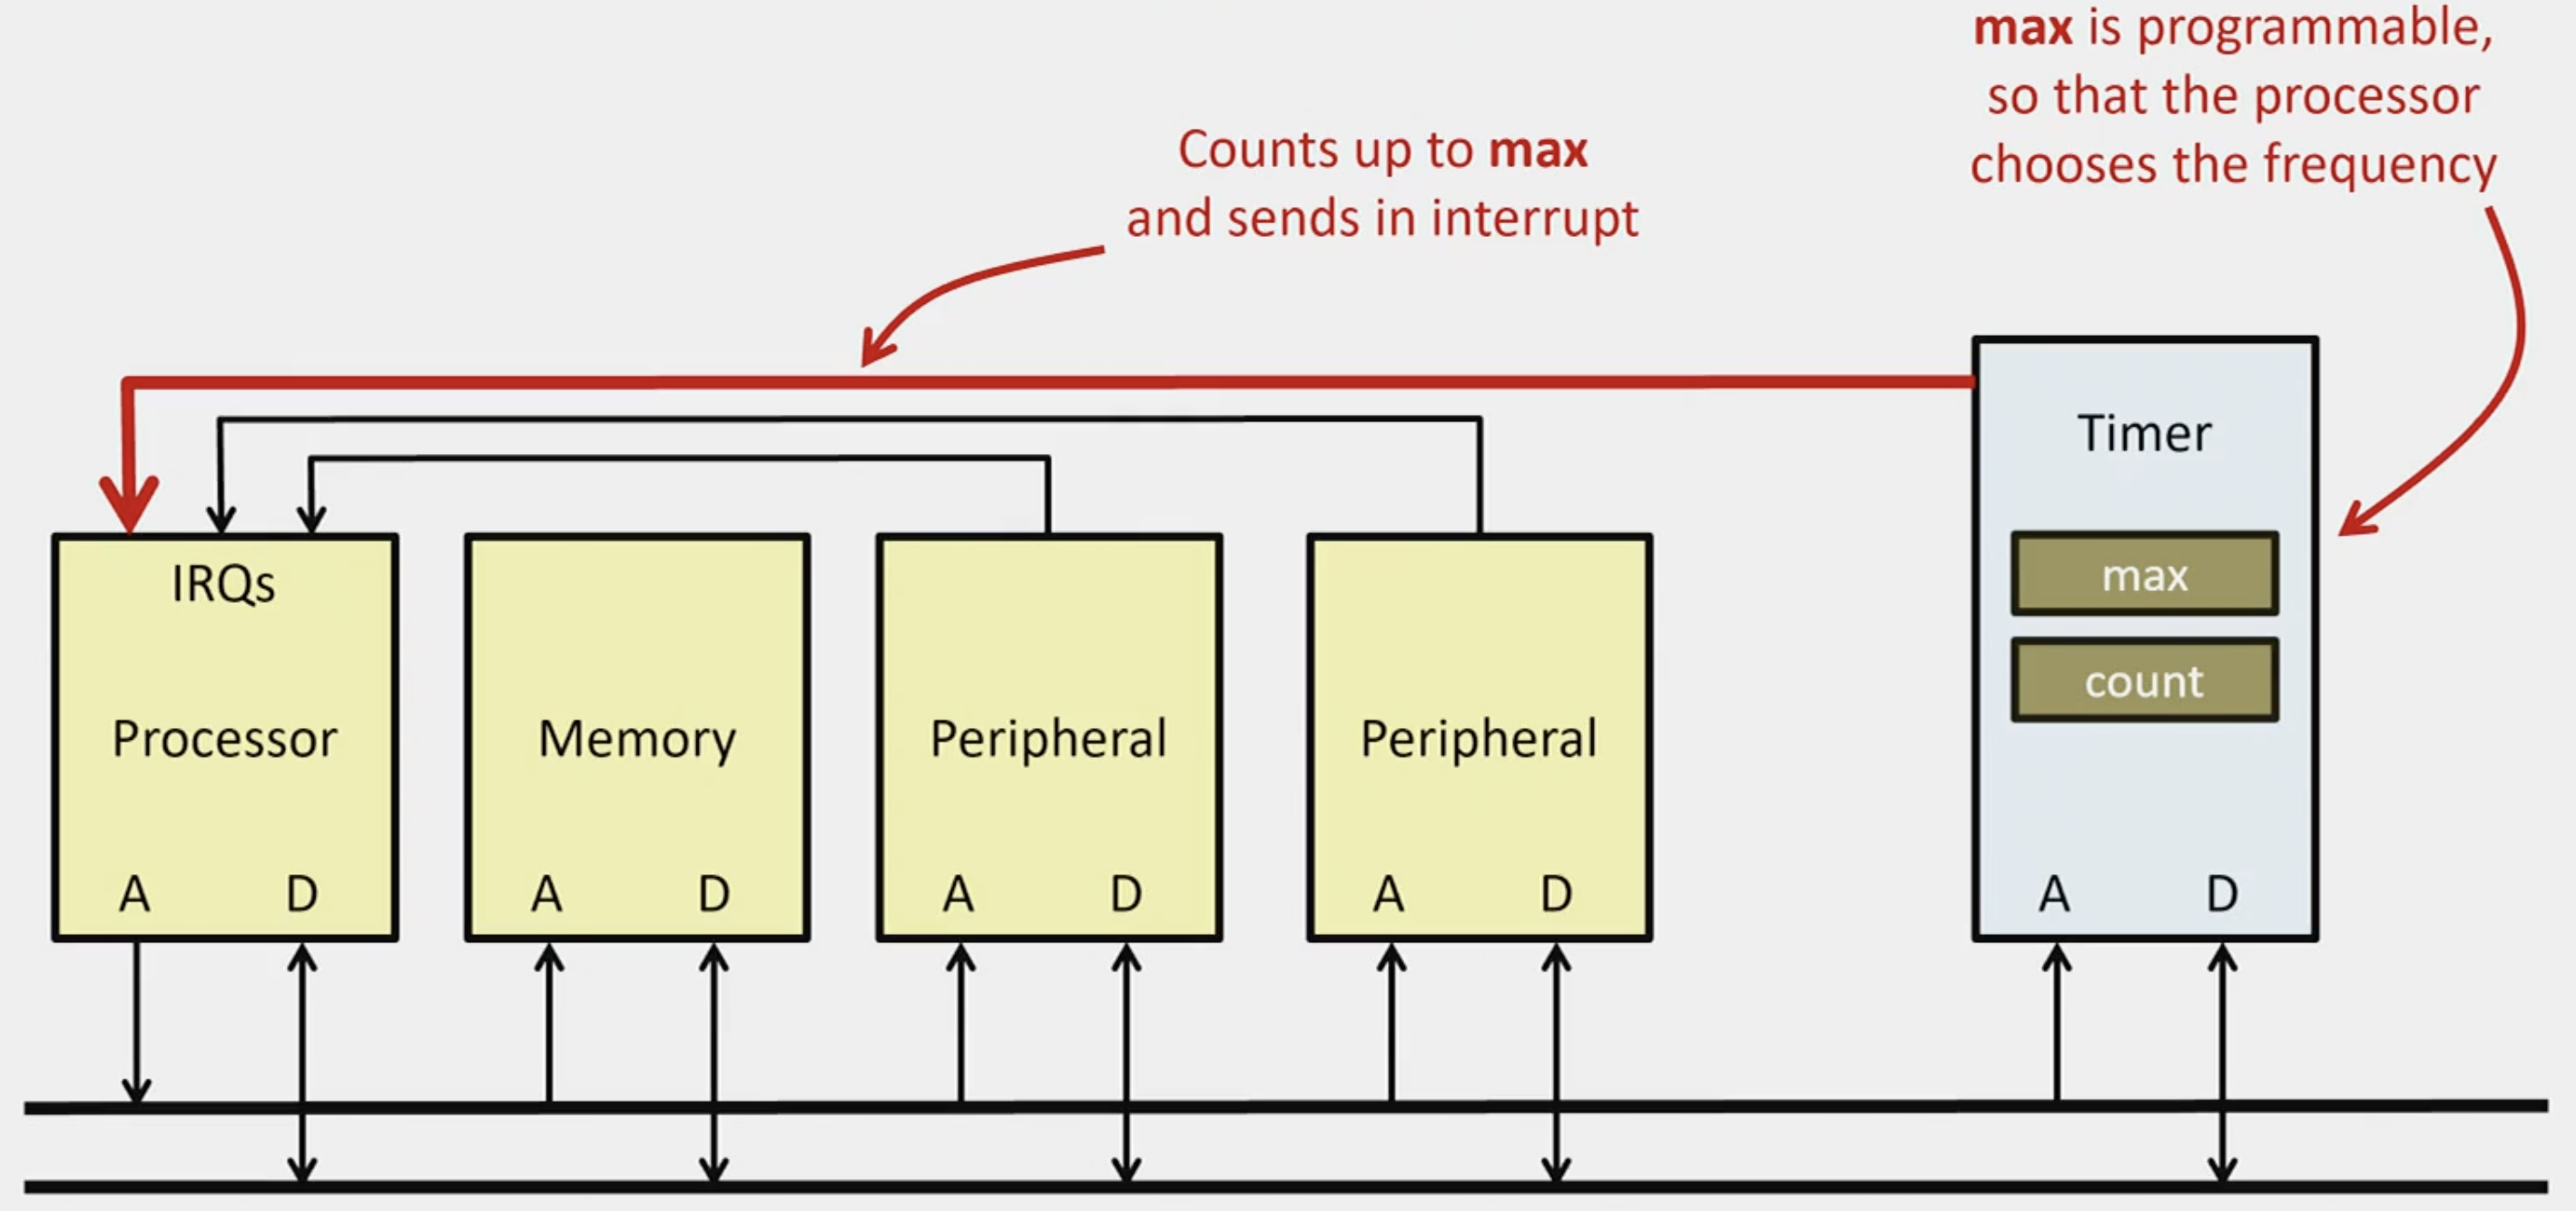 max is programmable,
so that the processor
chooses the frequency
Counts up to max
and sends in interrupt
Timer
max
count
IRQs
Processor
Memory
Peripheral
Peripheral
A D
A D
A D
A D
A D